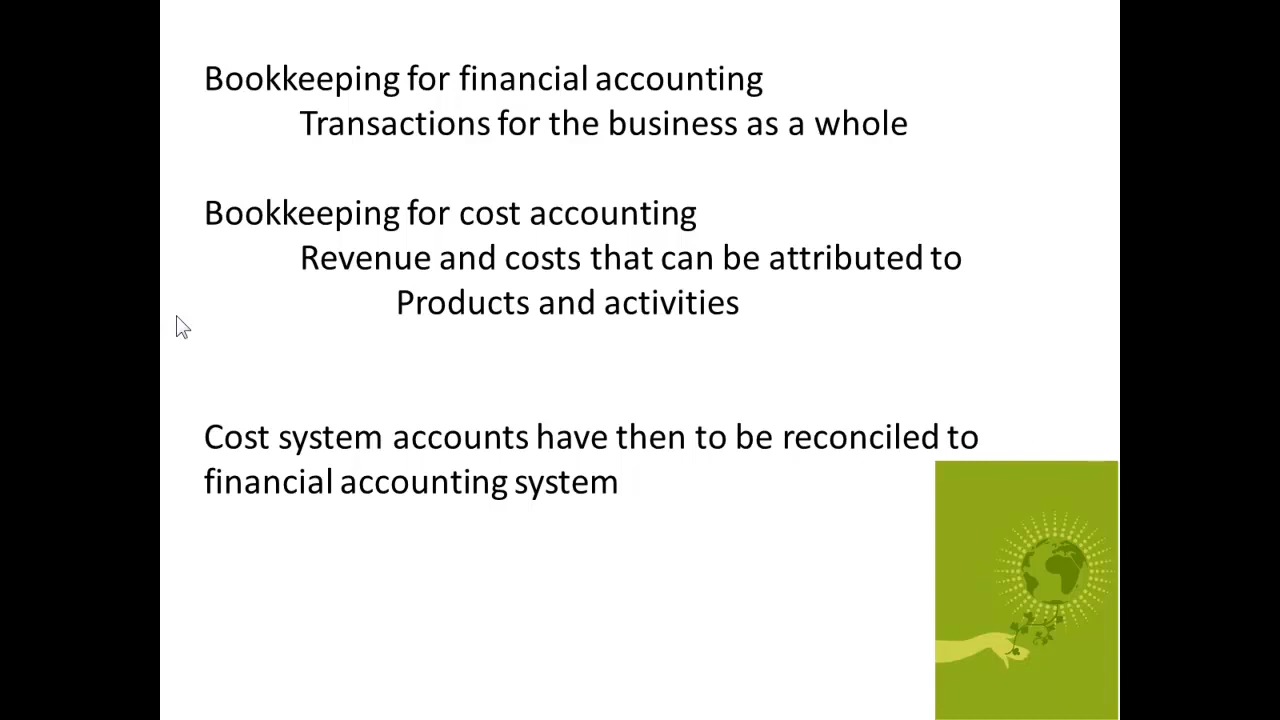 Bookkeeping for financial accounting
Transactions for the business as a whole
Bookkeeping for cost accounting
Revenue and costs that can be attributed to
Products and activities
Cost system accounts have then to be reconciled to
financial accounting system